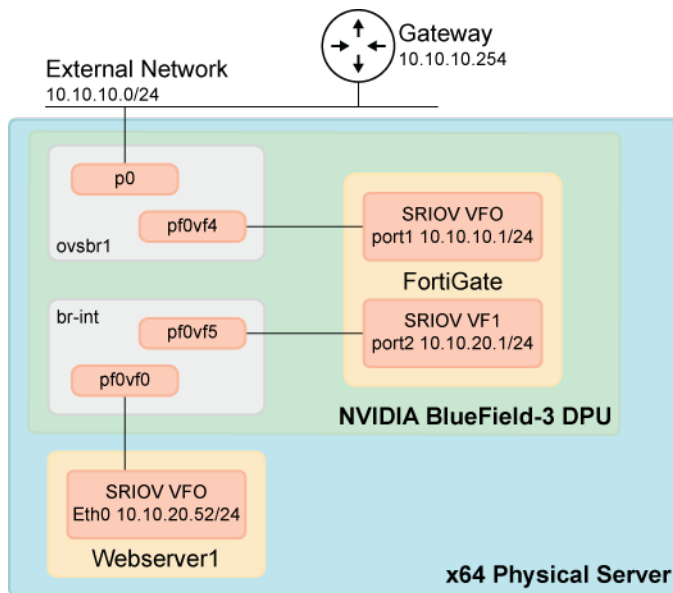 Gateway
10.10.10.254
External Network
10.10.10.0/24
p0
pf0vf4
ovsbr1
SRIOV VFO
port1 10.10.10.1/24
FortiGate
SRIOV VF1
port2 10.10.20.1/24
br-int
pf0vf5
pf0vf0
NVIDIA BlueField-3 DPU
SRIOV VFO
Eth0 10.10.20.52/24
Webserver1
x64 Physical Server